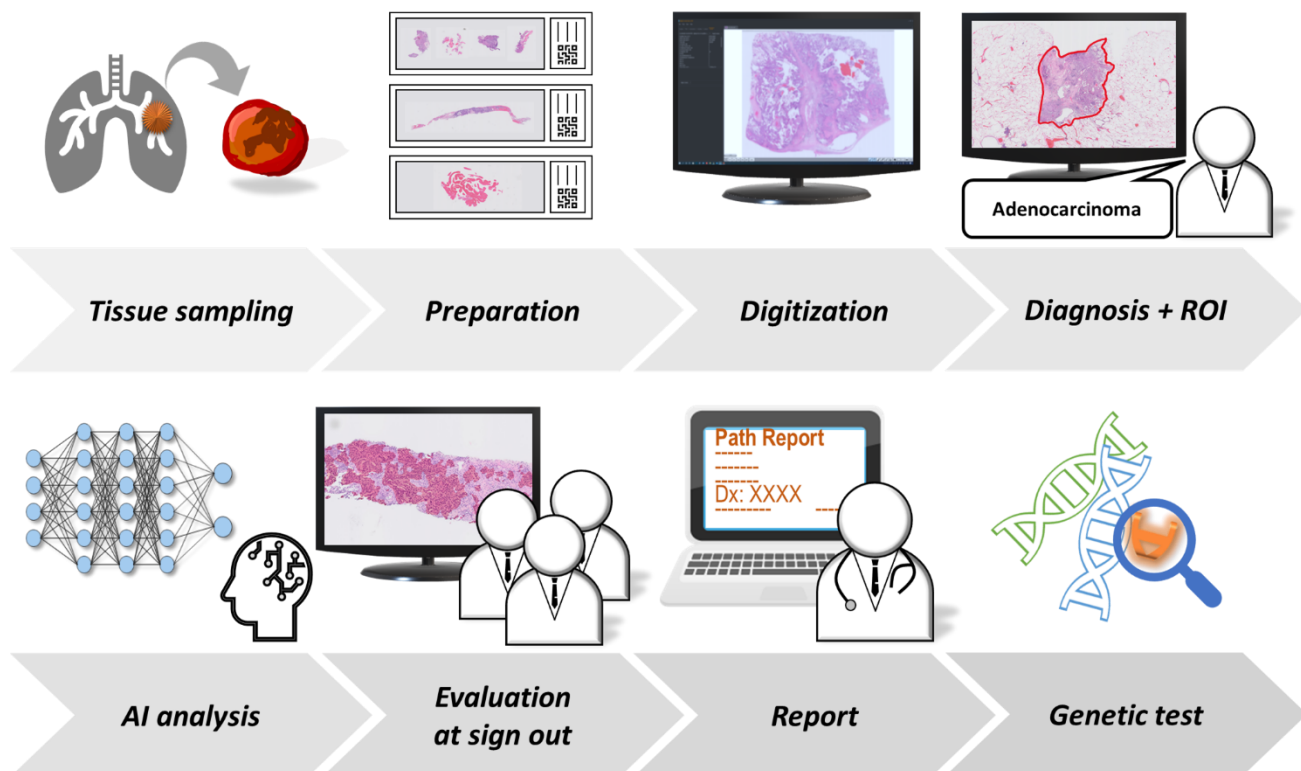 Adenocarcinoma
Tissue sampling
Preparation
Digitization
Diagnosis + ROI
Path Report
Dx: XXXX
AI analysis
Evaluation
at sign out
Report
Genetic test